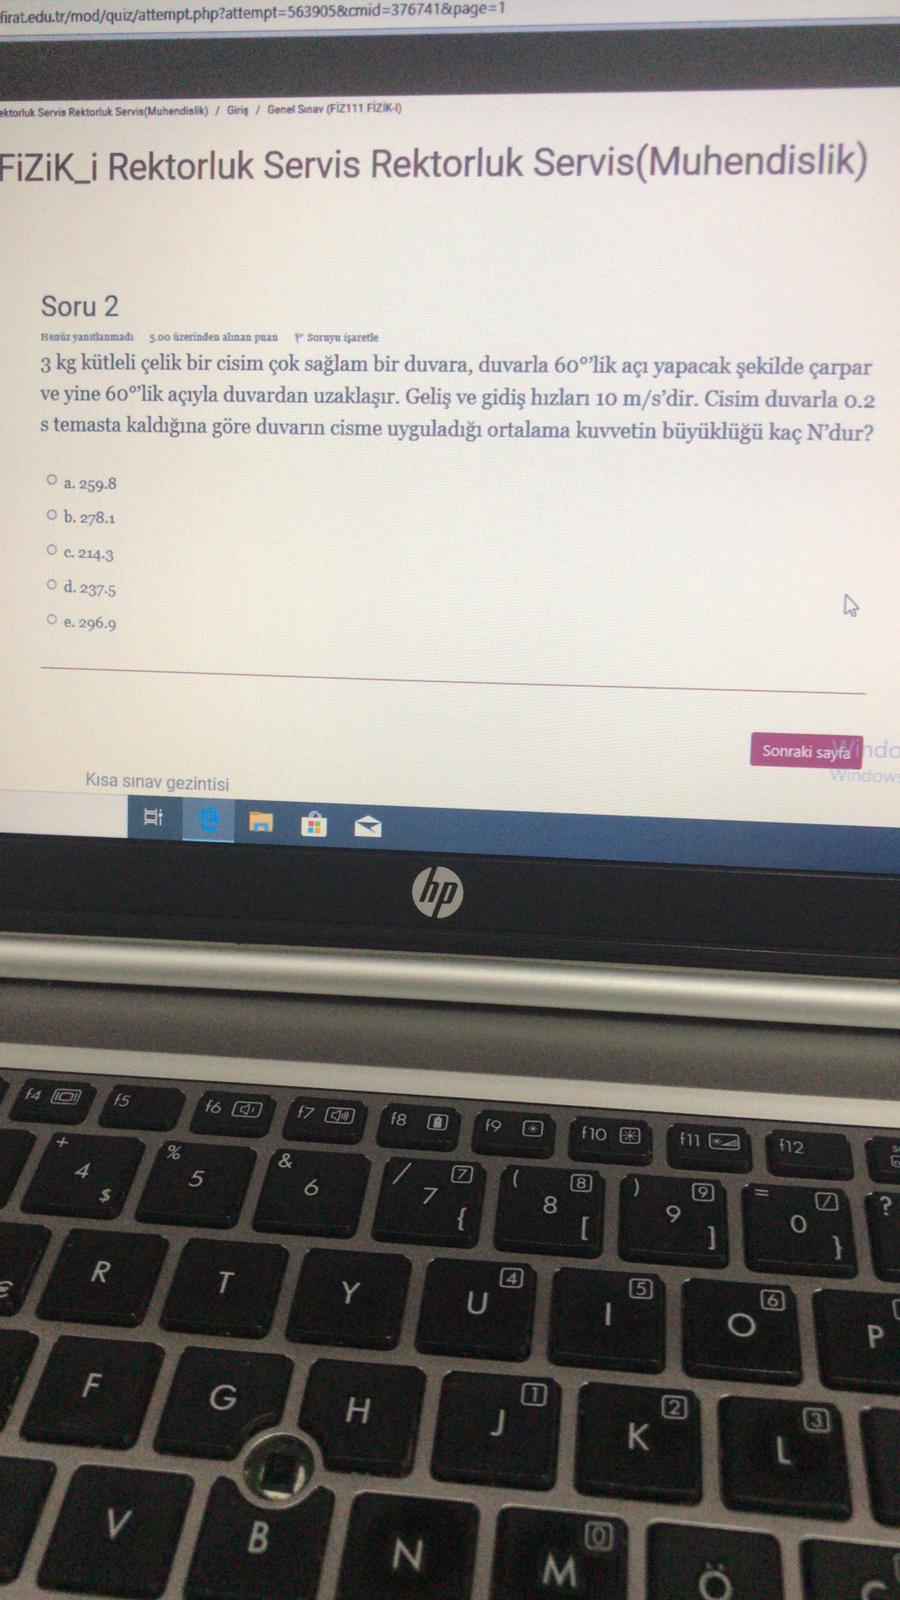 firat.edu.tr/mod/quiz/attempt.php?attempt=563905&cmid=376741&page=1
ektorluk Servis Rektorluk Servis(Muhendislik) / Giriş / Genel Sınav (FİZ111 FİZİK-I)
FiZiK_i Rektorluk Servis Rektorluk Servis(Muhendislik)
Soru 2
Henüz yanıtlanmadı 5.00 üzerinden alınan puan Soruyu işaretle
3 kg kütleli çelik bir cisim çok sağlam bir duvara, duvarla 60°'lik açı yapacak şekilde çarpar
ve yine 60°'lik açıyla duvardan uzaklaşır. Geliş ve gidiş hızları 10 m/s'dir. Cisim duvarla 0.2
s temasta kaldığına göre duvarın cisme uyguladığı ortalama kuvvetin büyüklüğü kaç N'dur?
a. 259.8
b. 278.1
c. 214.3
d. 237.5
e. 296.9
Sonraki sayfa
Windo
Windows
Kısa sınav gezintisi
hp
f4 f5 f6 f7 f8 f9 f10 f11 f12
+ 4 $ % 5 & 6 / 7 { 7 ( 8 [ 8 ) 9 ] 9 = 0 } / ?
€ R T Y U 4 I 5 O 6 P
F G H J 1 K 2 L 3
V B N M 0 Ö